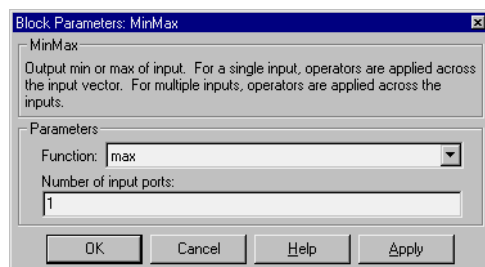 Block Parameters: MinMax
MinMax
Output min or max of input. For a single input, operators are applied across
the input vector. For multiple inputs, operators are applied across the
inputs.
Parameters
Function: max
Number of input ports:
1
OK Cancel Help Apply